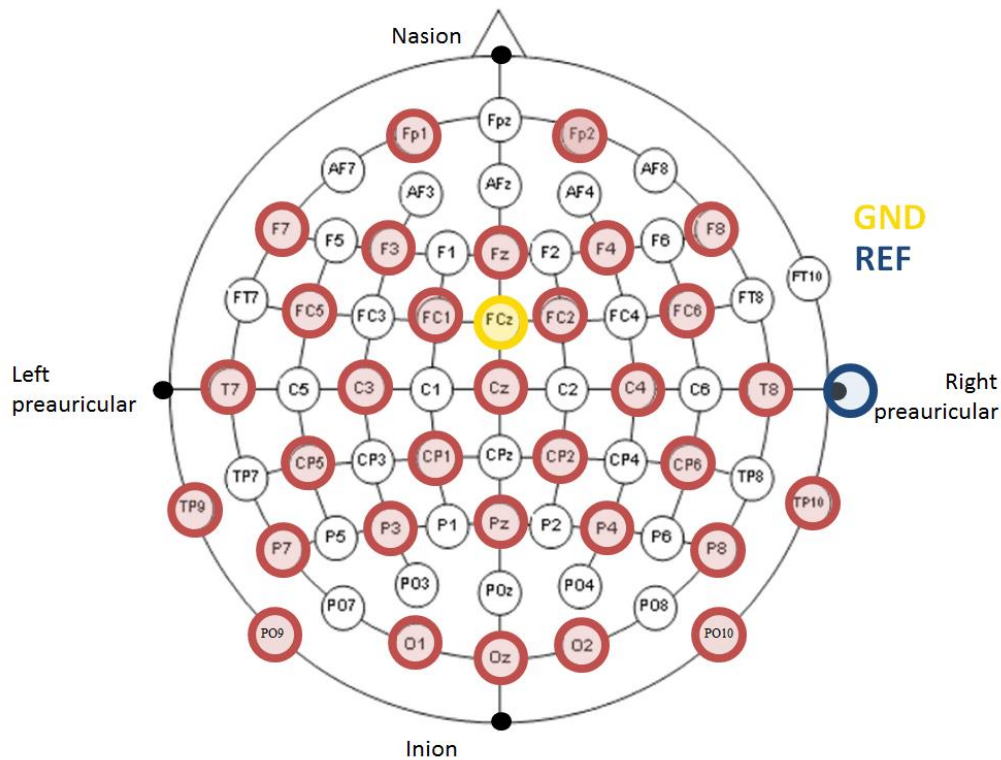 Nasion
Fpz
Fp1
Fp2
AF7
AF8
AF3
AFz
AF4
GND
REF
F7
F5
F3
F1
Fz
F2
F4
F6
F8
FT10
FT7
FC5
FC3
FC1
FCz
FC2
FC4
FC6
FT8
Left
preauricular
T7
C5
C3
C1
Cz
C2
C4
C6
T8
Right
preauricular
TP7
CP5
CP3
CP1
CPz
CP2
CP4
CP6
TP8
TP9
TP10
P7
P5
P3
P1
Pz
P2
P4
P6
P8
PO7
PO3
POz
PO4
PO8
PO9
O1
Oz
O2
PO10
Inion